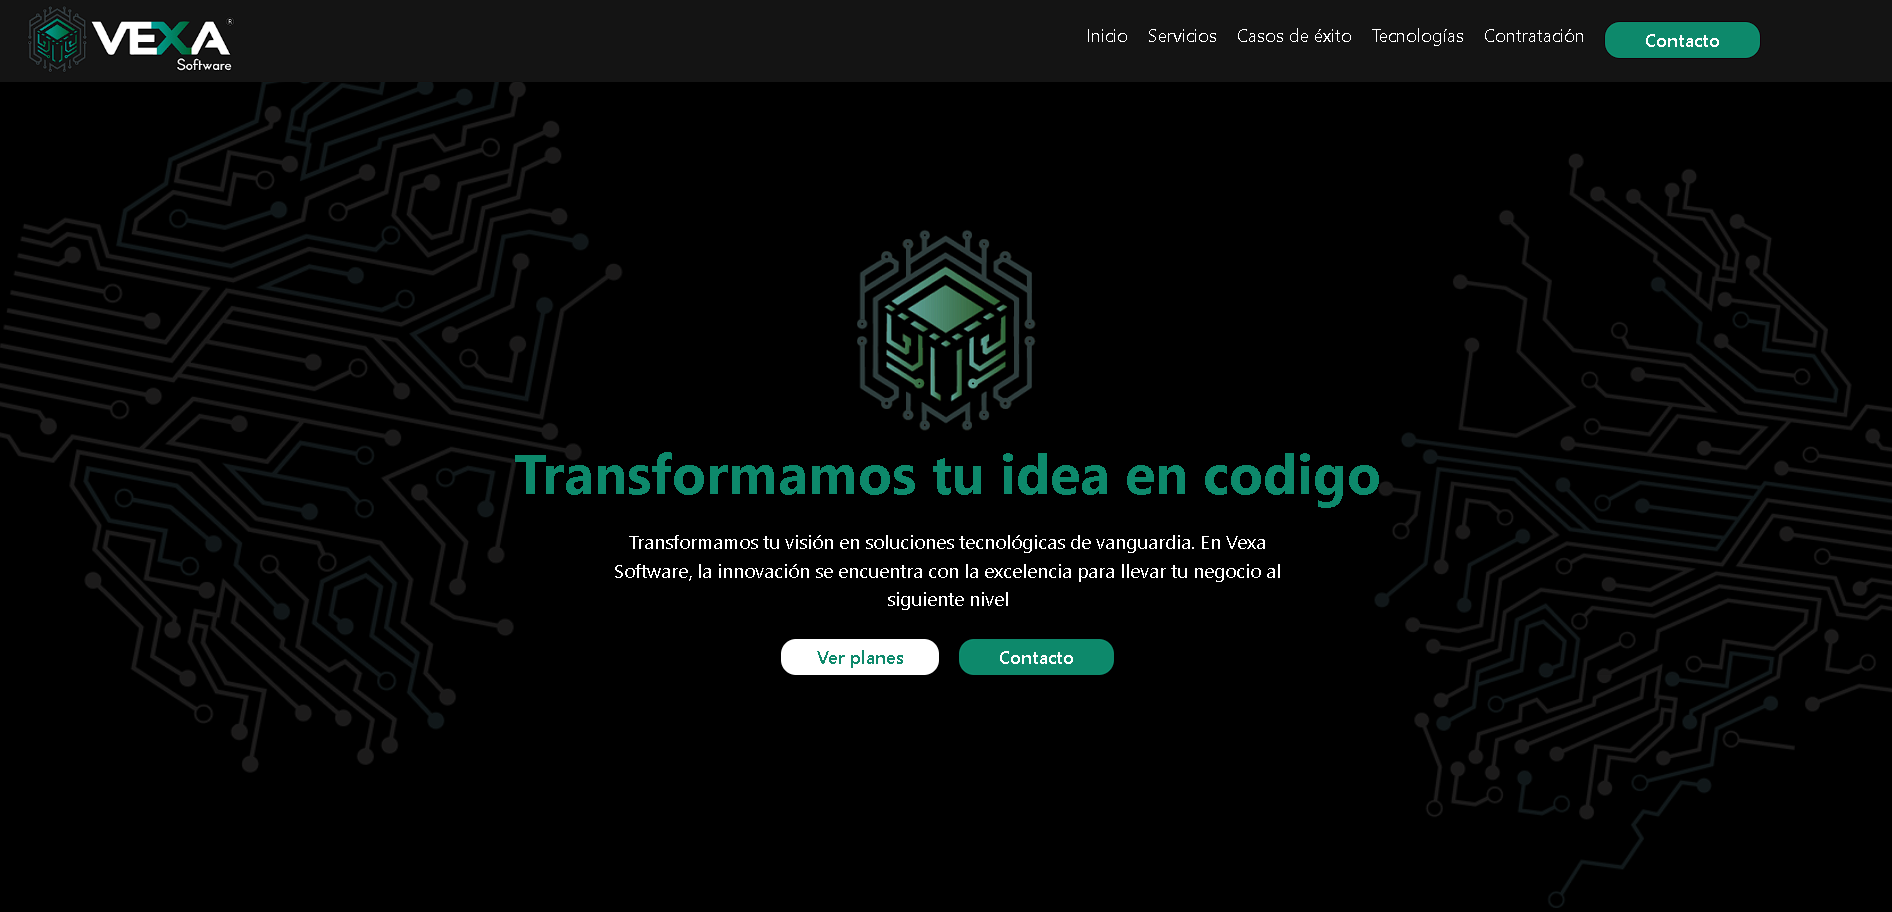 VEXA®
Software
Inicio Servicios Casos de éxito Tecnologías Contratación Contacto
Transformamos tu idea en codigo
Transformamos tu visión en soluciones tecnológicas de vanguardia. En Vexa
Software, la innovación se encuentra con la excelencia para llevar tu negocio al
siguiente nivel
Ver planes Contacto